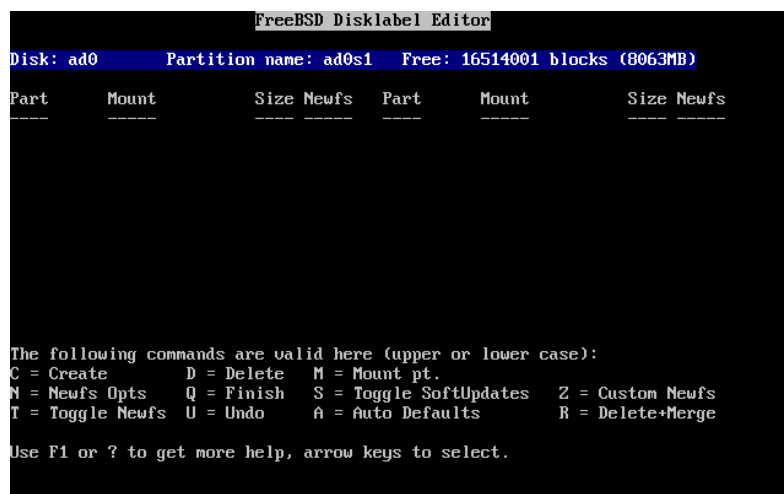 FreeBSD Disklabel Editor
Disk: ad0 Partition name: ad0s1 Free: 16514001 blocks (8063MB)
Part Mount Size Newfs Part Mount Size Newfs
---- ----- ---- ----- ---- ----- ---- -----
The following commands are valid here (upper or lower case):
C = Create D = Delete M = Mount pt.
N = Newfs Opts Q = Finish S = Toggle SoftUpdates Z = Custom Newfs
T = Toggle Newfs U = Undo A = Auto Defaults R = Delete+Merge
Use F1 or ? to get more help, arrow keys to select.